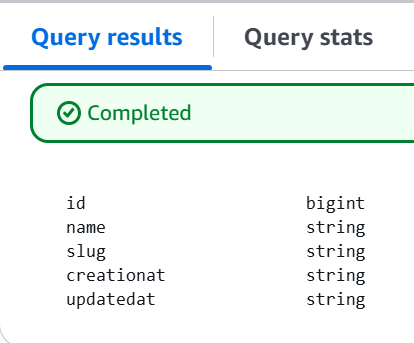 Query results Query stats
Completed
id bigint
name string
slug string
creationat string
updatedat string